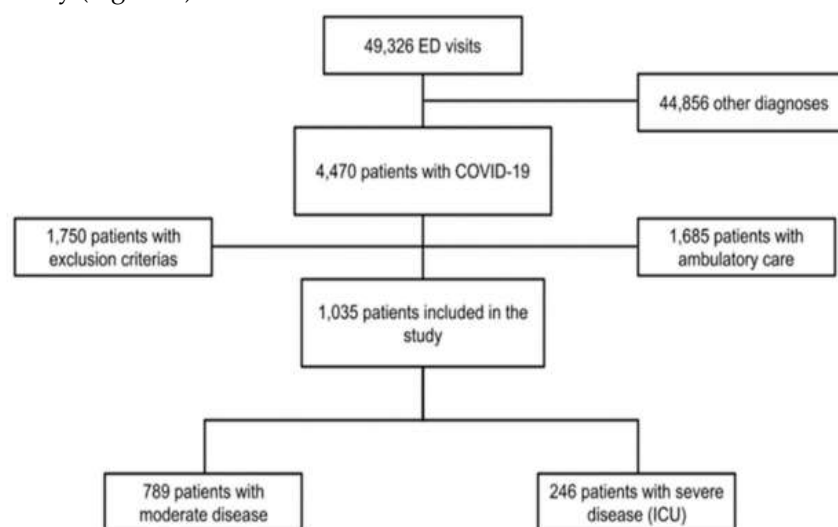 49,326 ED visits
44,856 other diagnoses
4,470 patients with COVID-19
1,750 patients with
exclusion criterias
1,685 patients with
ambulatory care
1,035 patients included in the
study
789 patients with
moderate disease
246 patients with severe
disease (ICU)